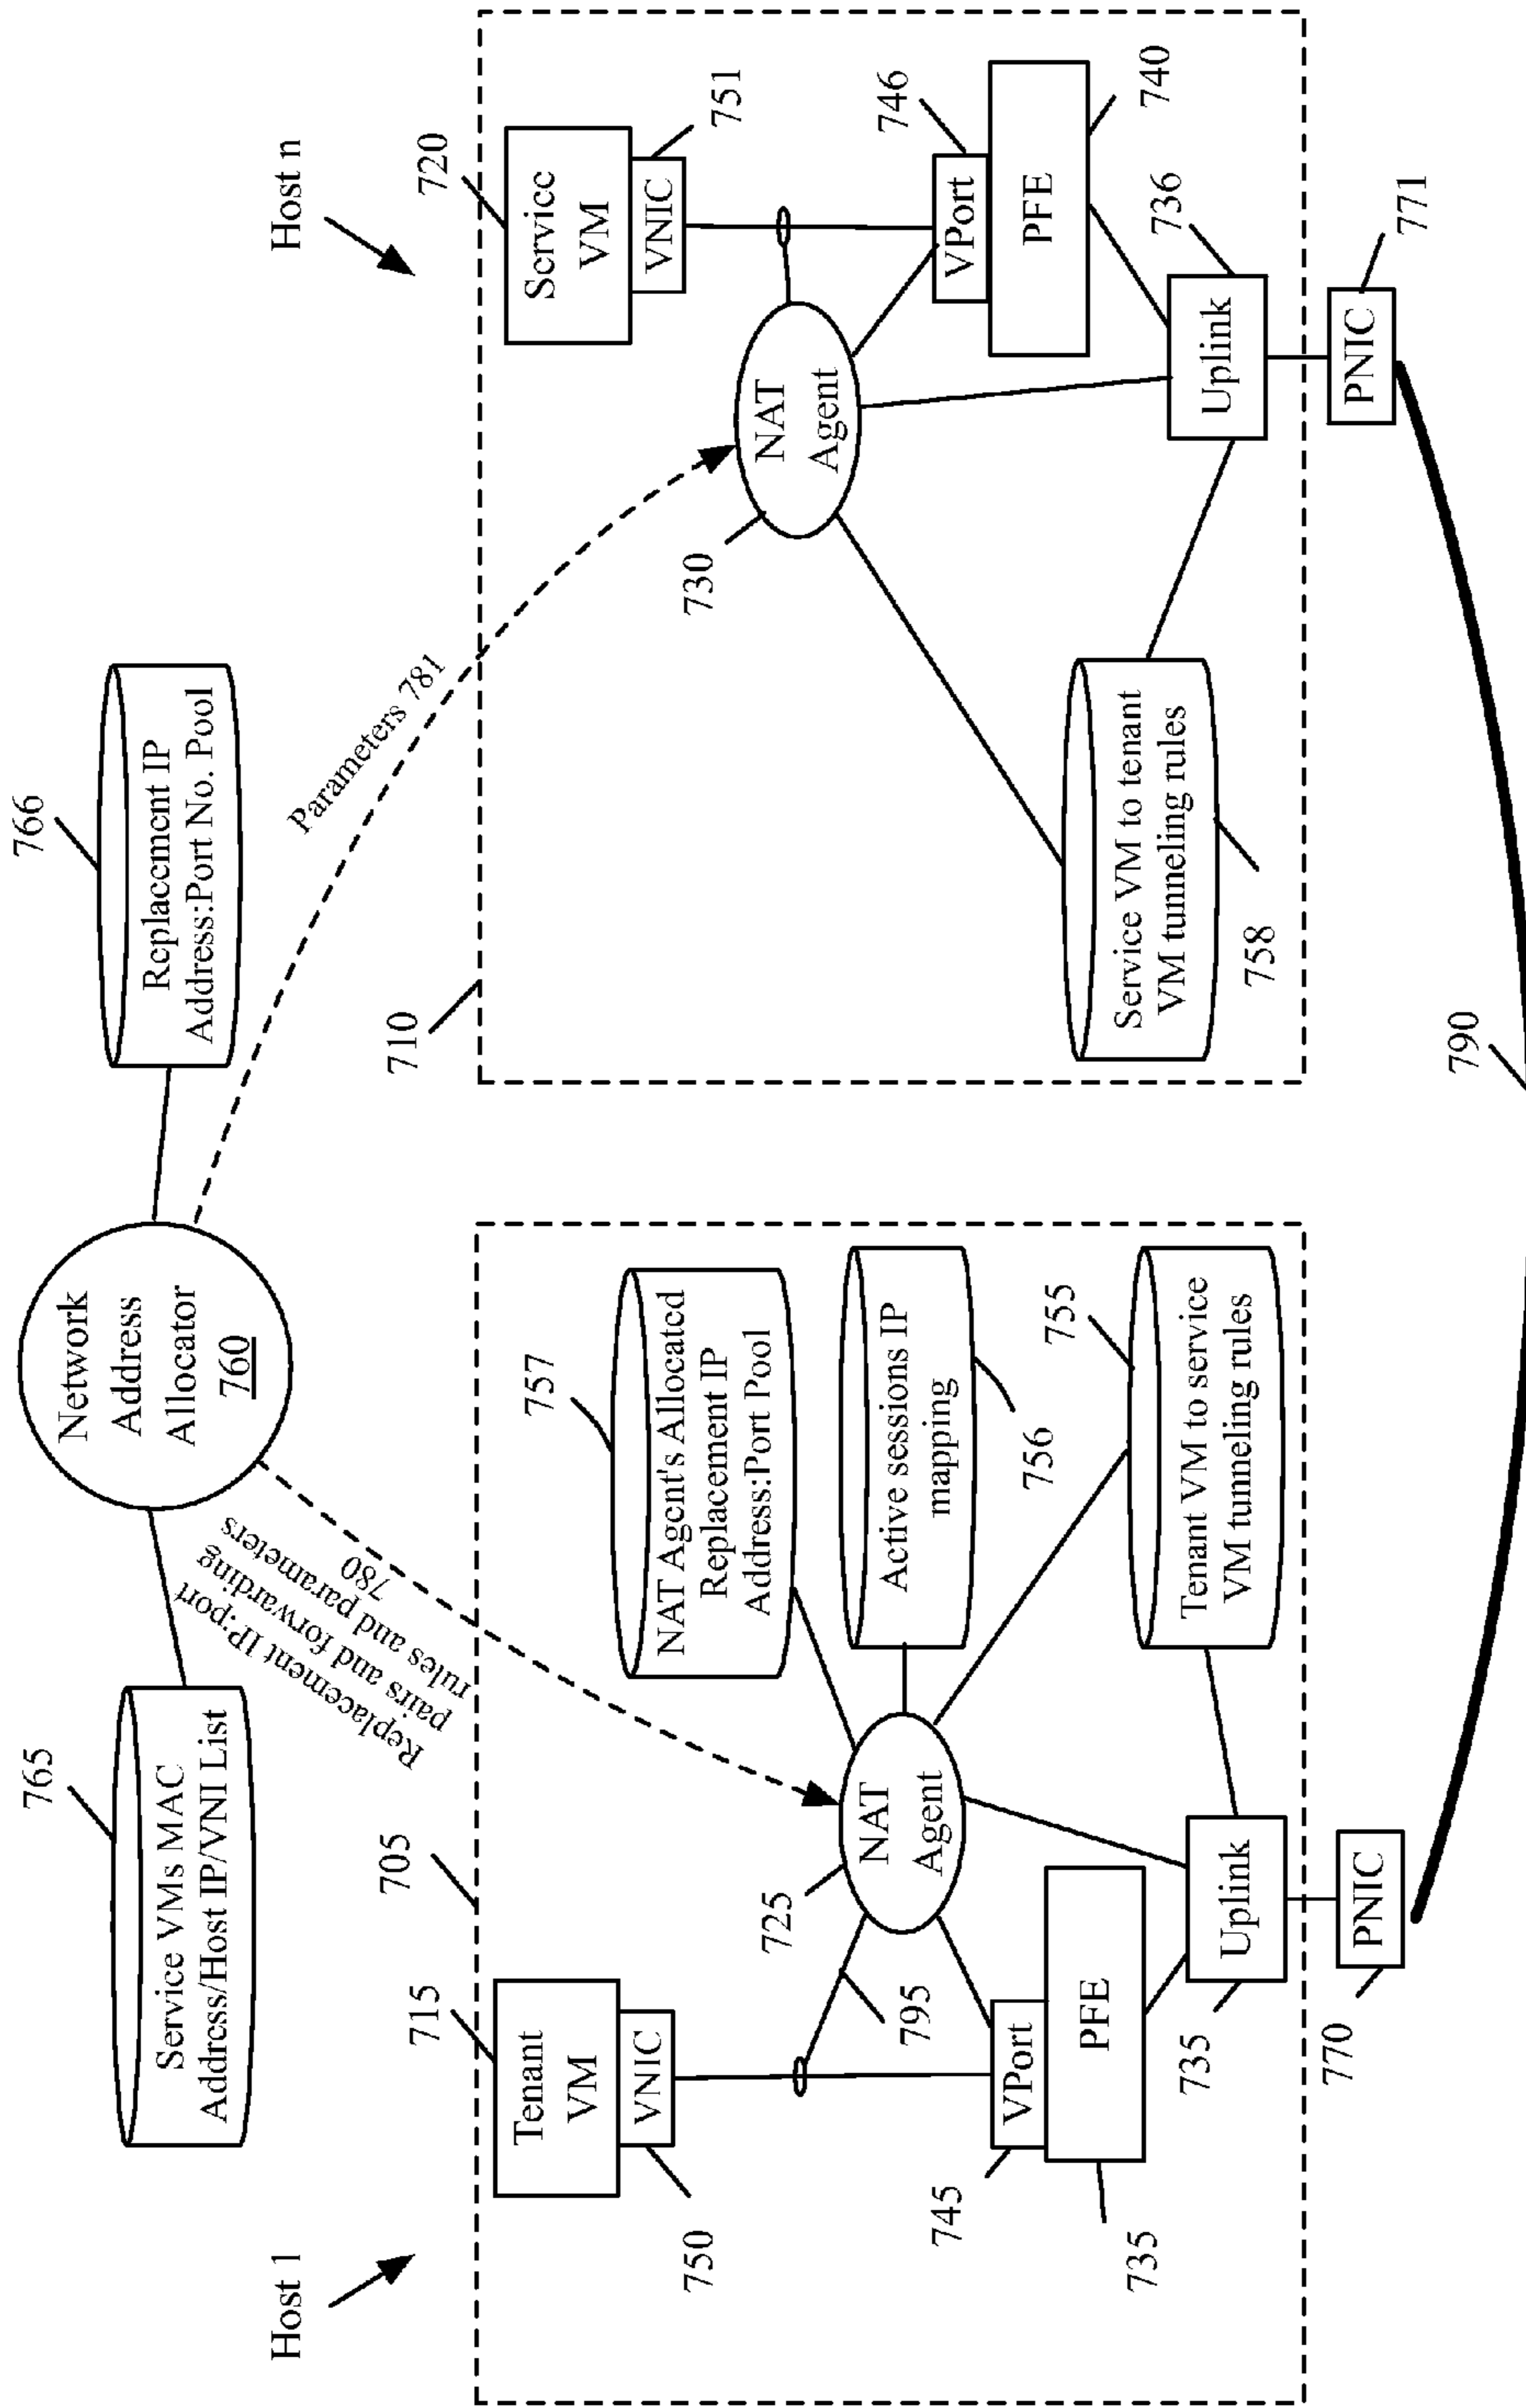 765
Service VMs MAC
Address/Host IP/VNI List
Network
Address
Allocator
760
766
Replacement IP
Address:Port No. Pool
Host 1
Replacement IP:port
pairs and forwarding
rules and parameters
780
Parameters 781
Host n
705
715
Tenant
VM
VNIC
750
757
NAT Agent's Allocated
Replacement IP
Address:Port Pool
725
NAT
Agent
795
Active sessions IP
mapping
756
745
VPort
PFE
735
755
Tenant VM to service
VM tunneling rules
Uplink
735
PNIC
770
710
720
Service
VM
VNIC
751
730
NAT
Agent
746
VPort
PFE
740
Service VM to tenant
VM tunneling rules
758
Uplink
736
PNIC
771
790